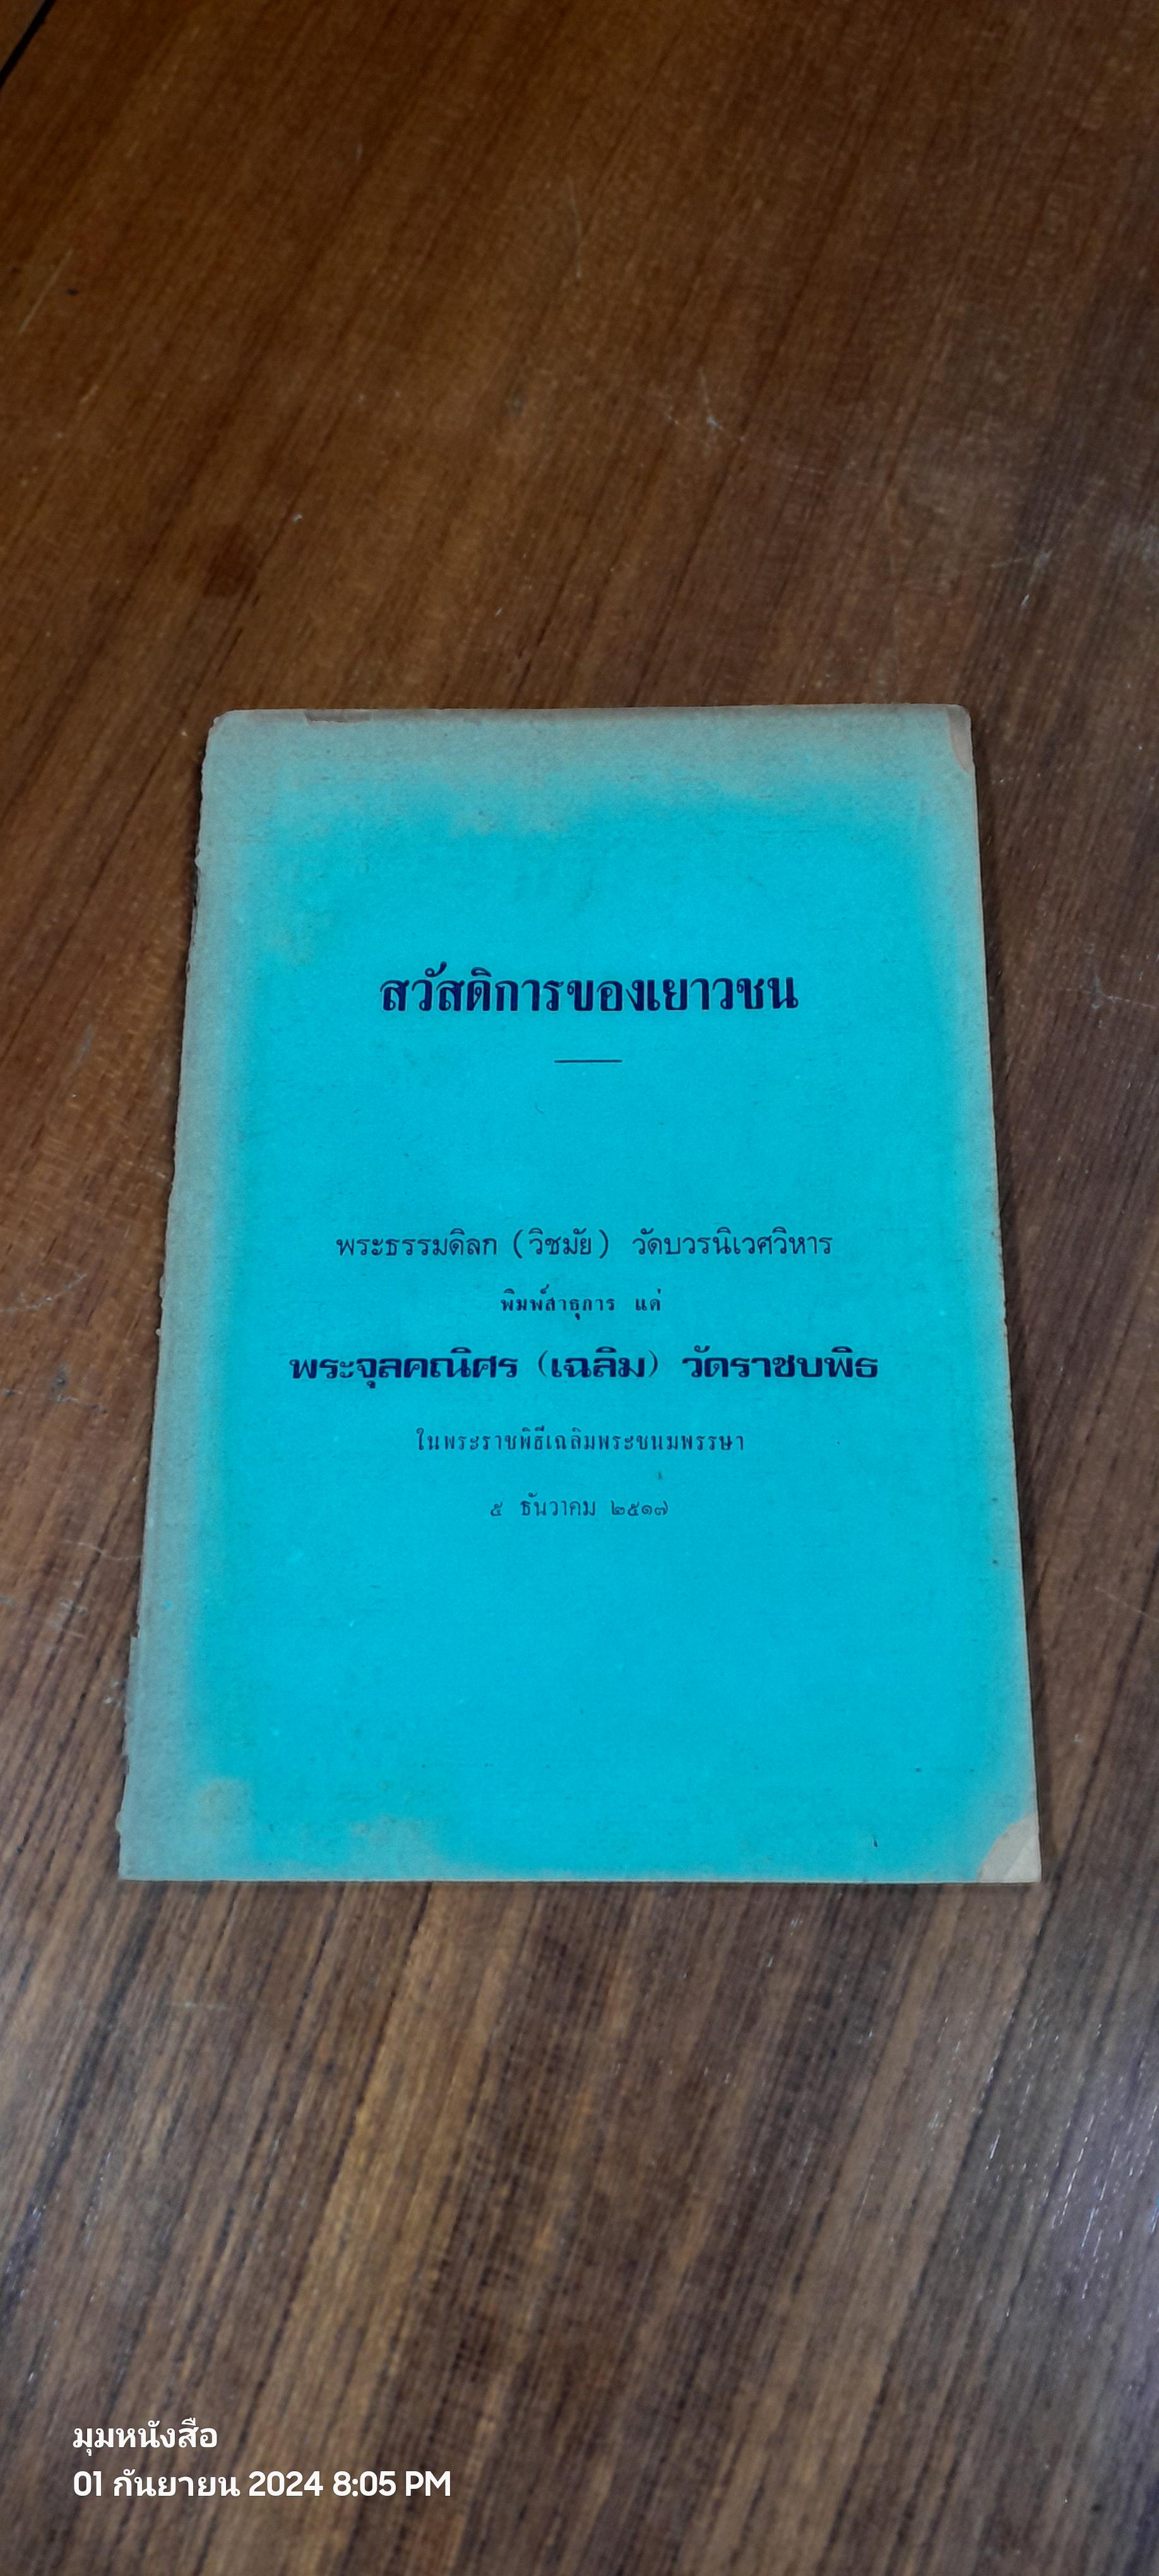 สวัสดิการของเยาวชน
พระธรรมดิลก (วิชมัย) วัดบวรนิเวศวิหาร
พิมพ์สาธุการ แด่
พระจุลคณิศร (เฉลิม) วัดราชบพิธ
ในพระราชพิธีเฉลิมพระชนมพรรษา
๕ ธันวาคม ๒๕๑๗
มุมหนังสือ
01 กันยายน 2024 8:05 PM